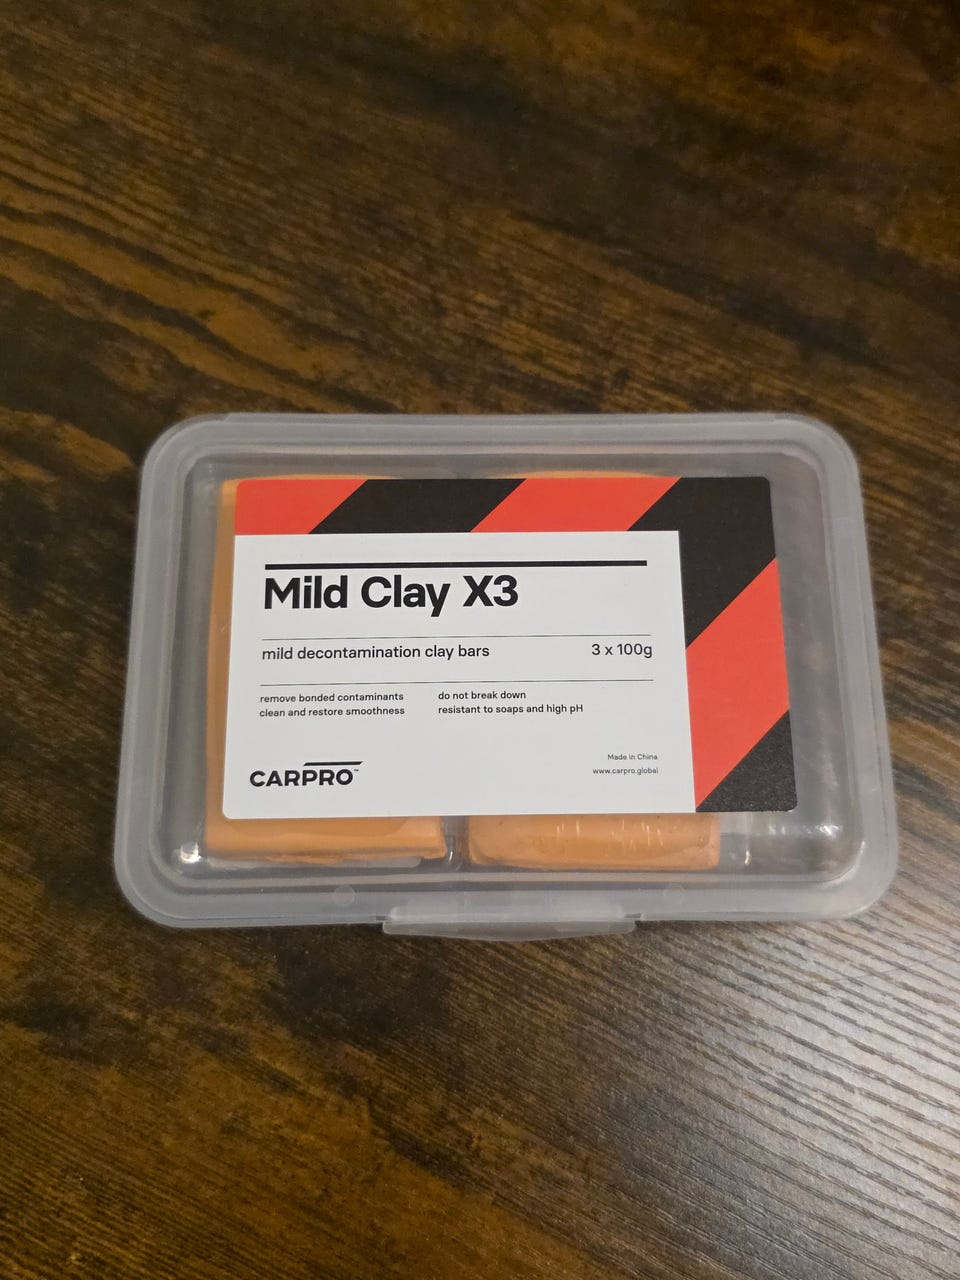 Mild Clay X3
mild decontamination clay bars 3 x 100g
remove bonded contaminants
clean and restore smoothness
do not break down
resistant to soaps and high pH
CARPRO™
Made in China
www.carpro.global